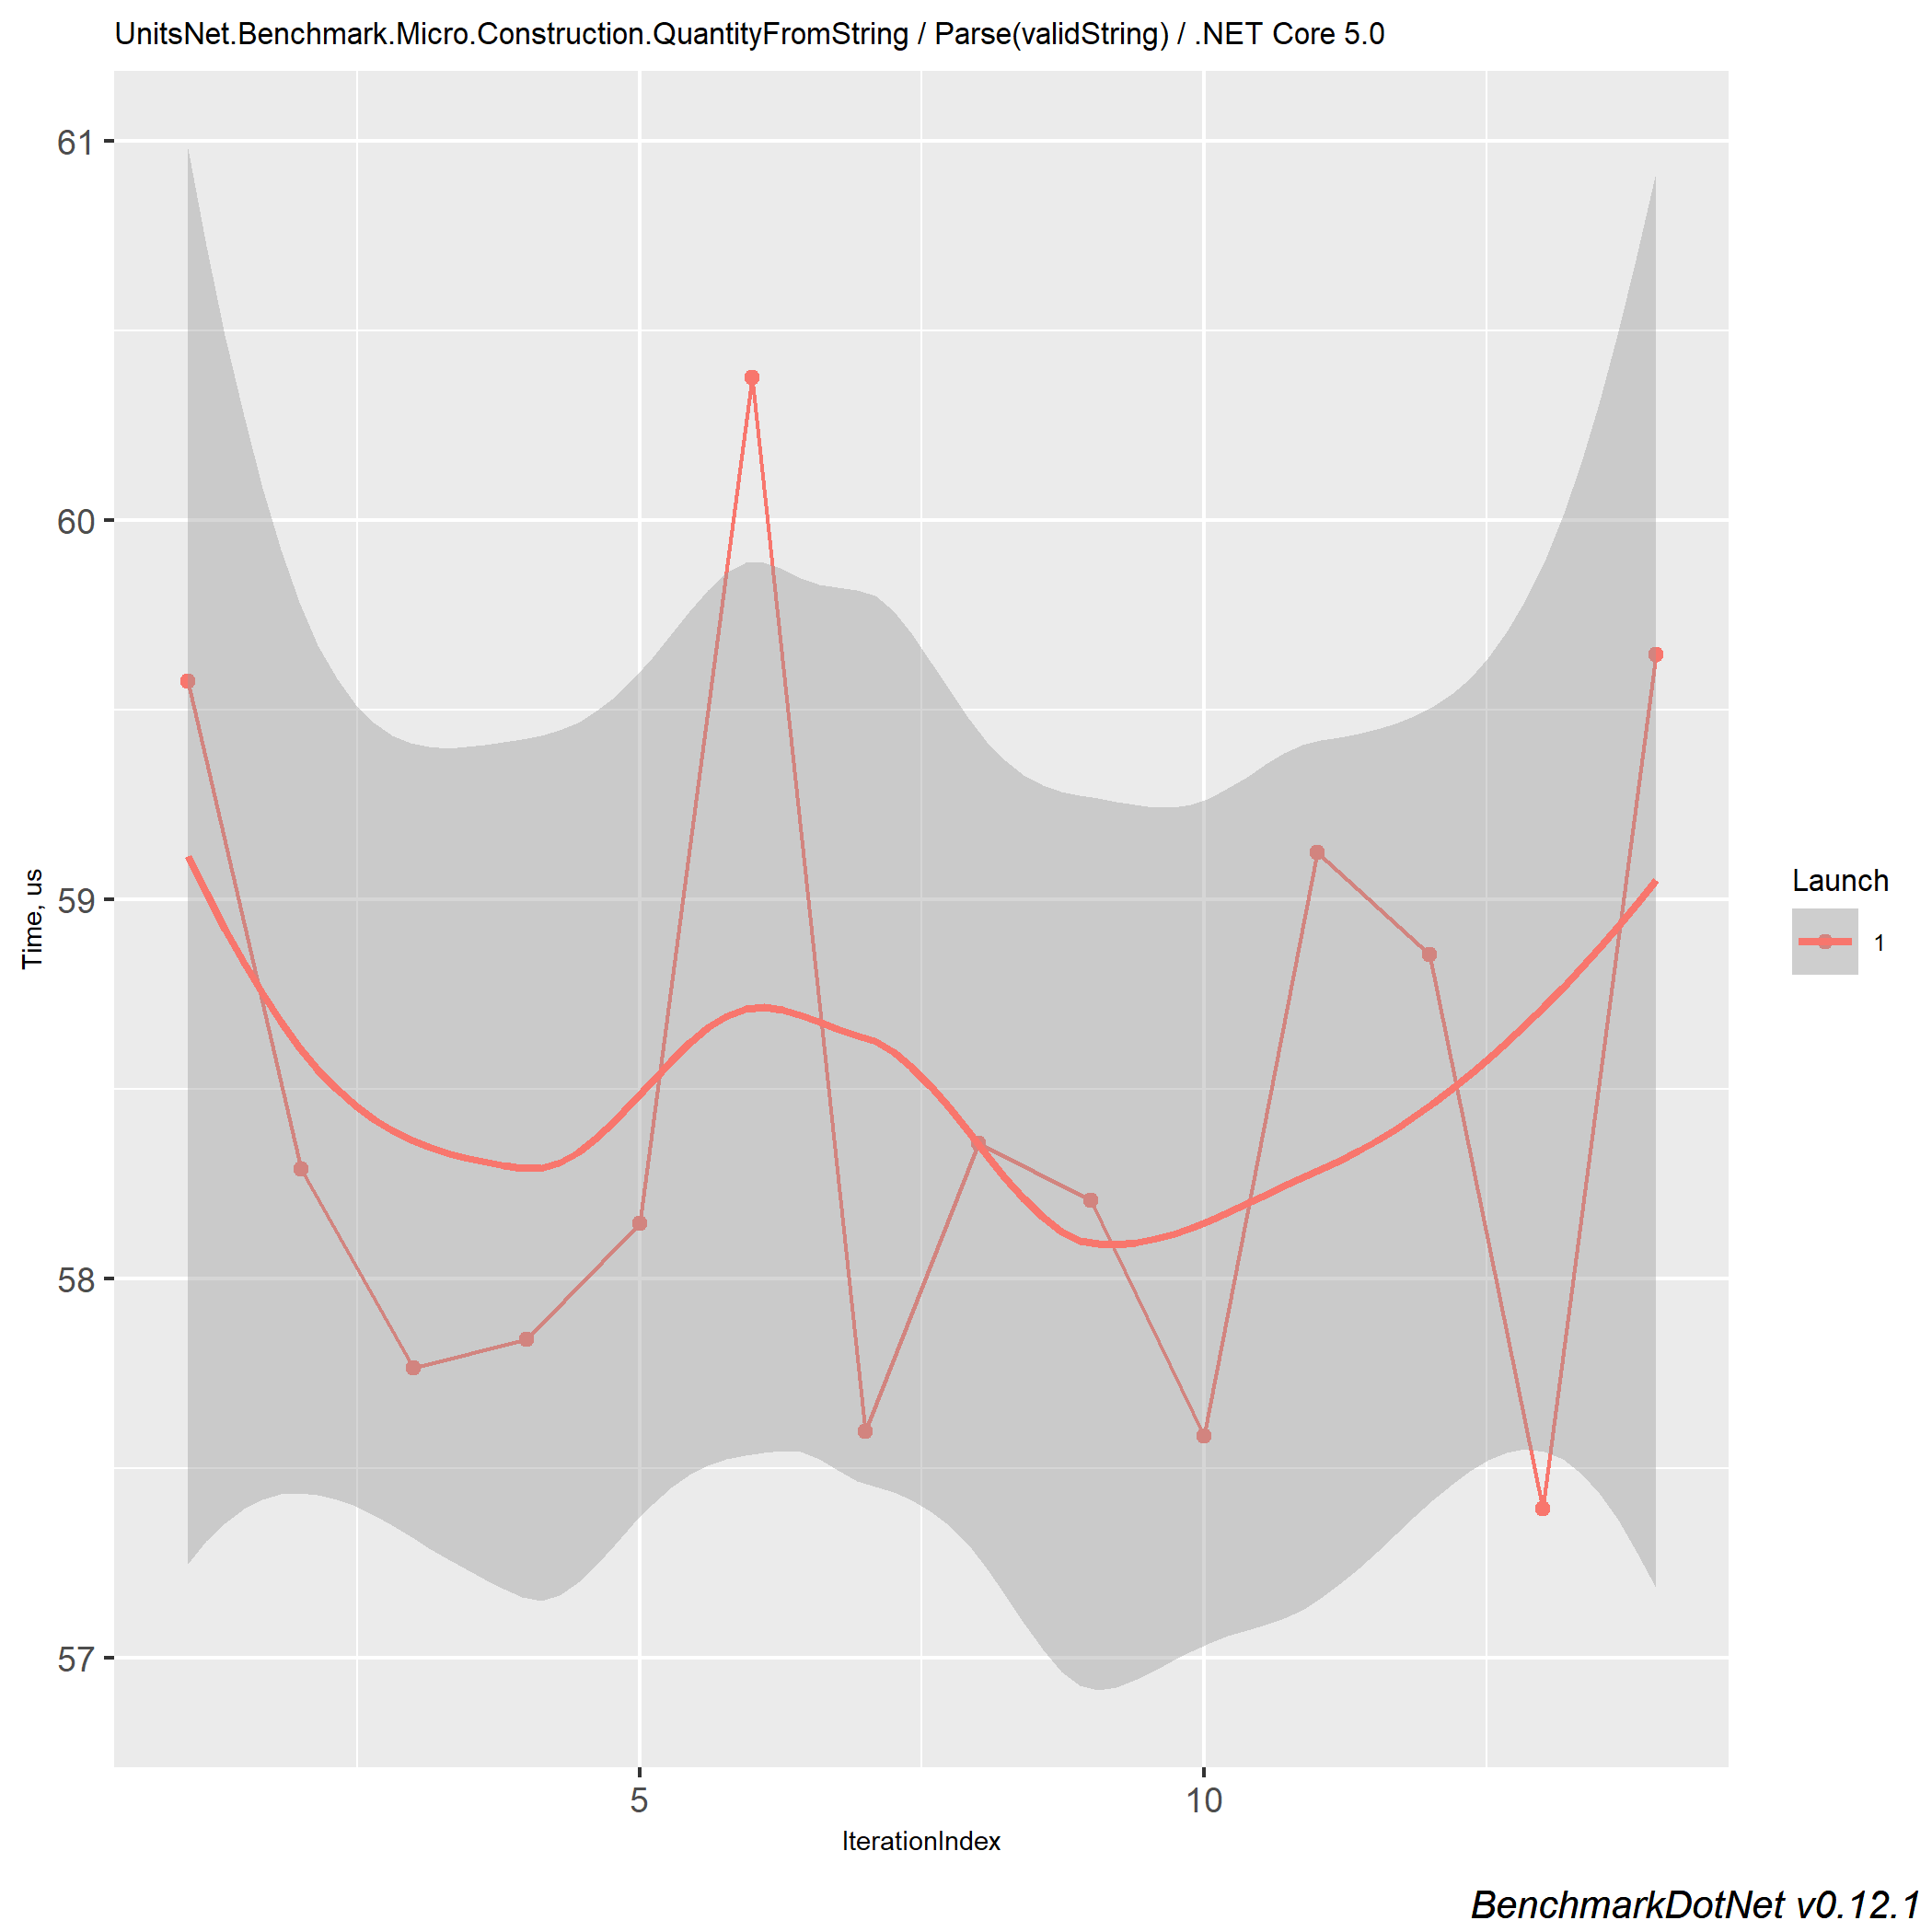 UnitsNet.Benchmark.Micro.Construction.QuantityFromString / Parse(validString) / .NET Core 5.0
61
60
59
58
57
Time, us
5
10
IterationIndex
Launch
1
BenchmarkDotNet v0.12.1